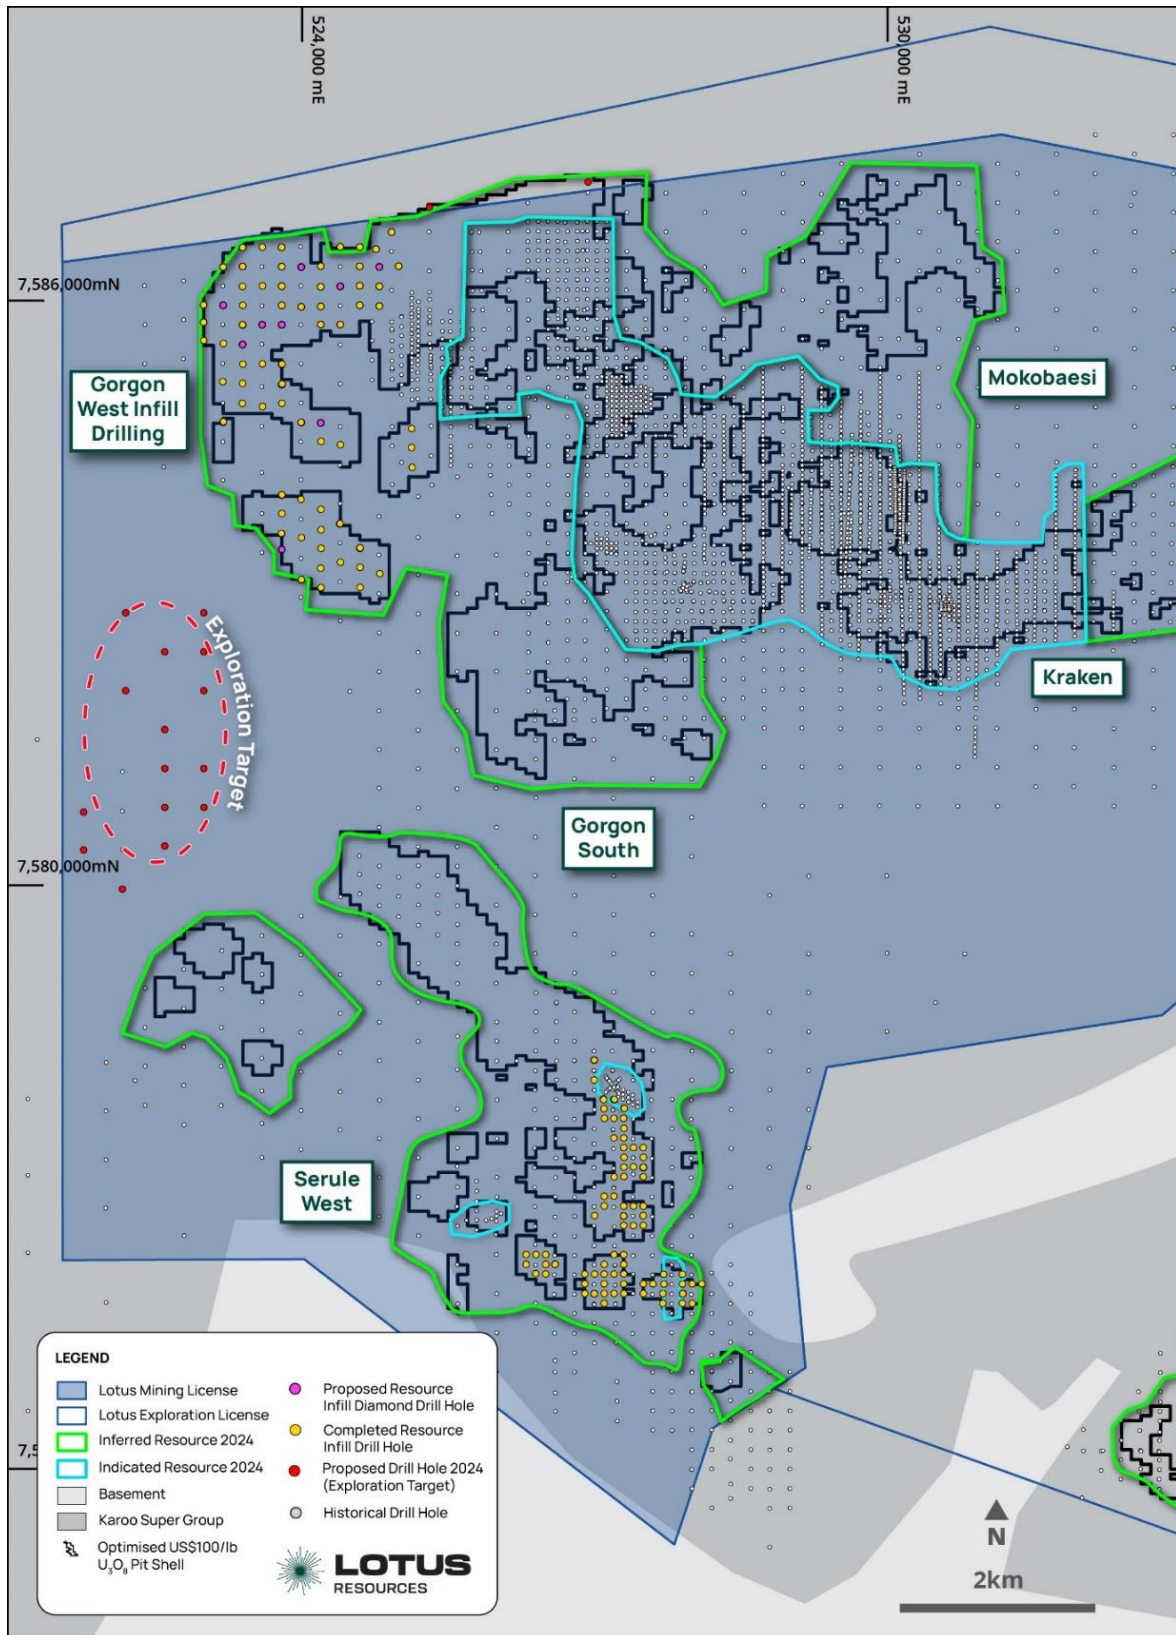 524,000 mE
530,000 mE
7,586,000mN
Gorgon
West Infill
Drilling
Mokobaesi
Kraken
Exploration Target
Gorgon
South
7,580,000mN
Serule
West
7,5
LEGEND
Lotus Mining License
Lotus Exploration License
Inferred Resource 2024
Indicated Resource 2024
Basement
Karoo Super Group
Optimised US$100/lb
U₃O₈ Pit Shell
Proposed Resource
Infill Diamond Drill Hole
Completed Resource
Infill Drill Hole
Proposed Drill Hole 2024
(Exploration Target)
Historical Drill Hole
LOTUS
RESOURCES
N
2km